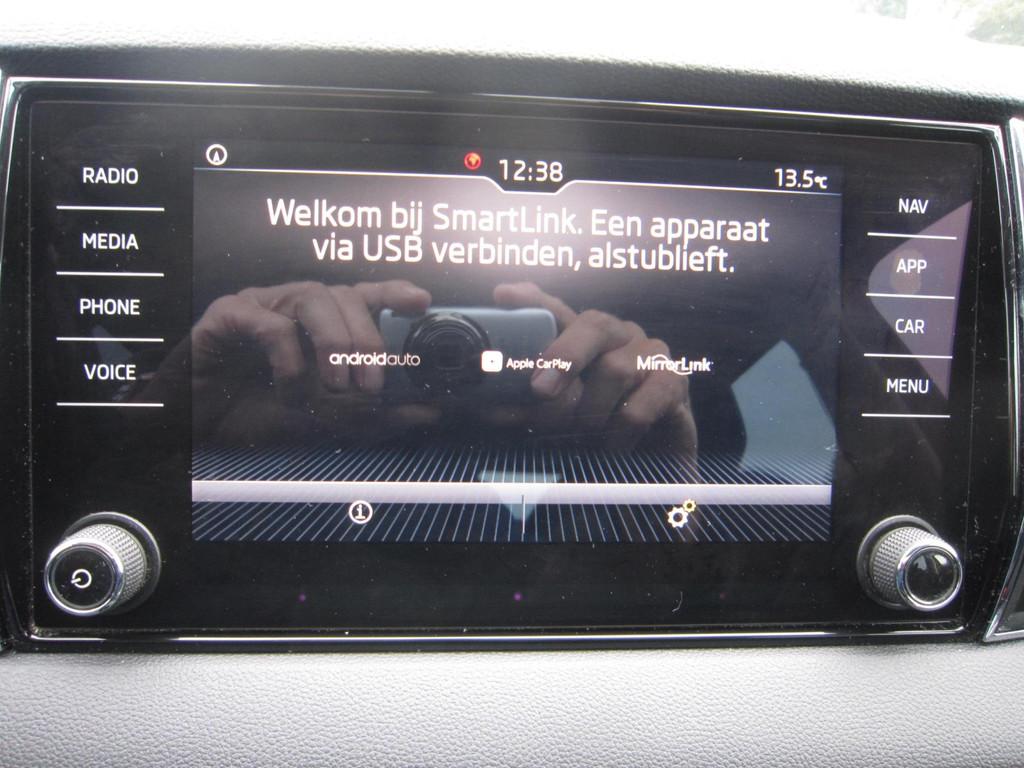 12:38
13.5°C
RADIO
MEDIA
PHONE
VOICE
Welkom bij SmartLink. Een apparaat
via USB verbinden, alstublieft.
androidauto
Apple CarPlay
MirrorLink
NAV
APP
CAR
MENU